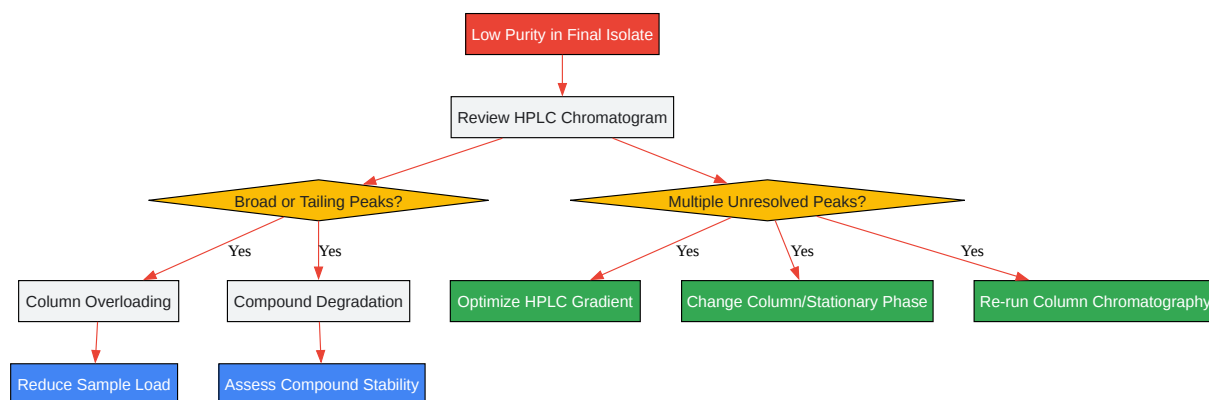 Low Purity in Final Isolate
Review HPLC Chromatogram
Broad or Tailing Peaks?
Multiple Unresolved Peaks?
Yes
Yes
Yes
Yes
Yes
Column Overloading
Compound Degradation
Optimize HPLC Gradient
Change Column/Stationary Phase
Re-run Column Chromatography
Reduce Sample Load
Assess Compound Stability